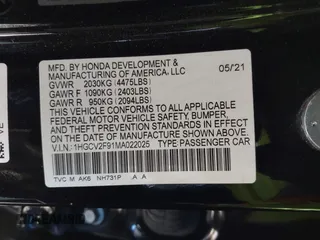 MFD. BY HONDA DEVELOPMENT &
MANUFACTURING OF AMERICA, LLC
05/21
GVWR 2030KG (4475LBS)
GAWR F 1090KG (2403LBS)
GAWR R 950KG (2094LBS)
THIS VEHICLE CONFORMS TO ALL APPLICABLE
FEDERAL MOTOR VEHICLE SAFETY, BUMPER,
AND THEFT PREVENTION STANDARDS IN EFFECT
ON THE DATE OF MANUFACTURE SHOWN ABOVE.
V.I.N.: 1HGCV2F91MA022025 TYPE PASSENGER CAR
TVC M AK6 NH731P A A